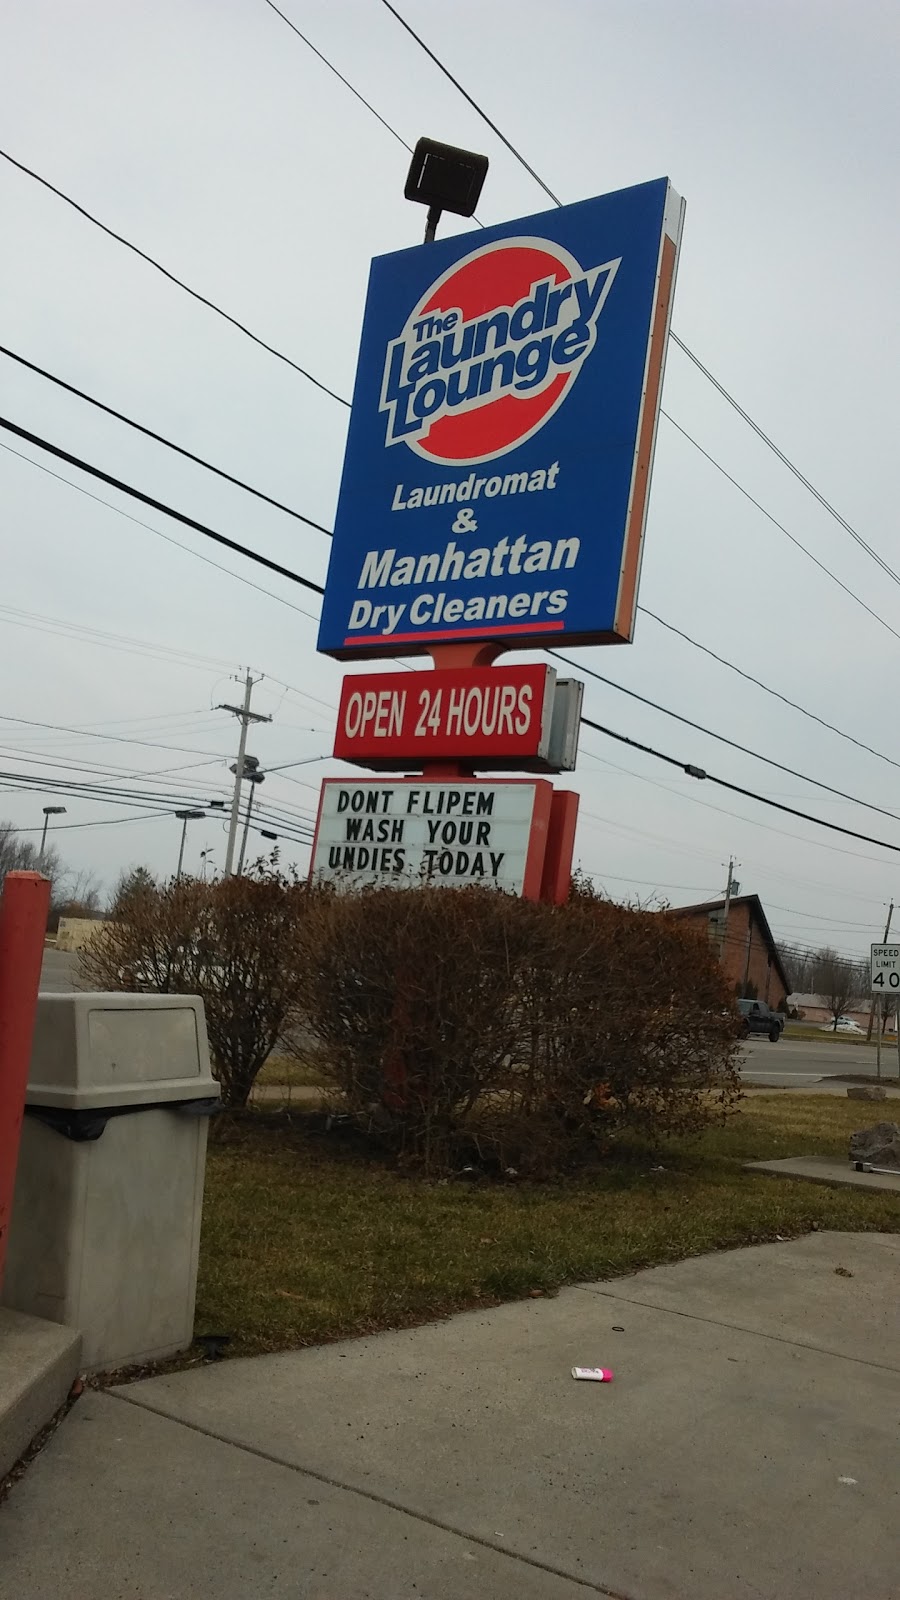 The
Laundry
Lounge
Laundromat
&
Manhattan
Dry Cleaners
OPEN 24 HOURS
DONT FLIPEM
WASH YOUR
UNDIES TODAY
SPEED
LIMIT
40